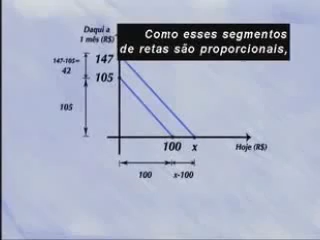 Como esses segmentos
de retas são proporcionais,
Daqui a
1 mês (R$)
147-105=
42
147
105
105
100 x
Hoje (R$)
100 x-100